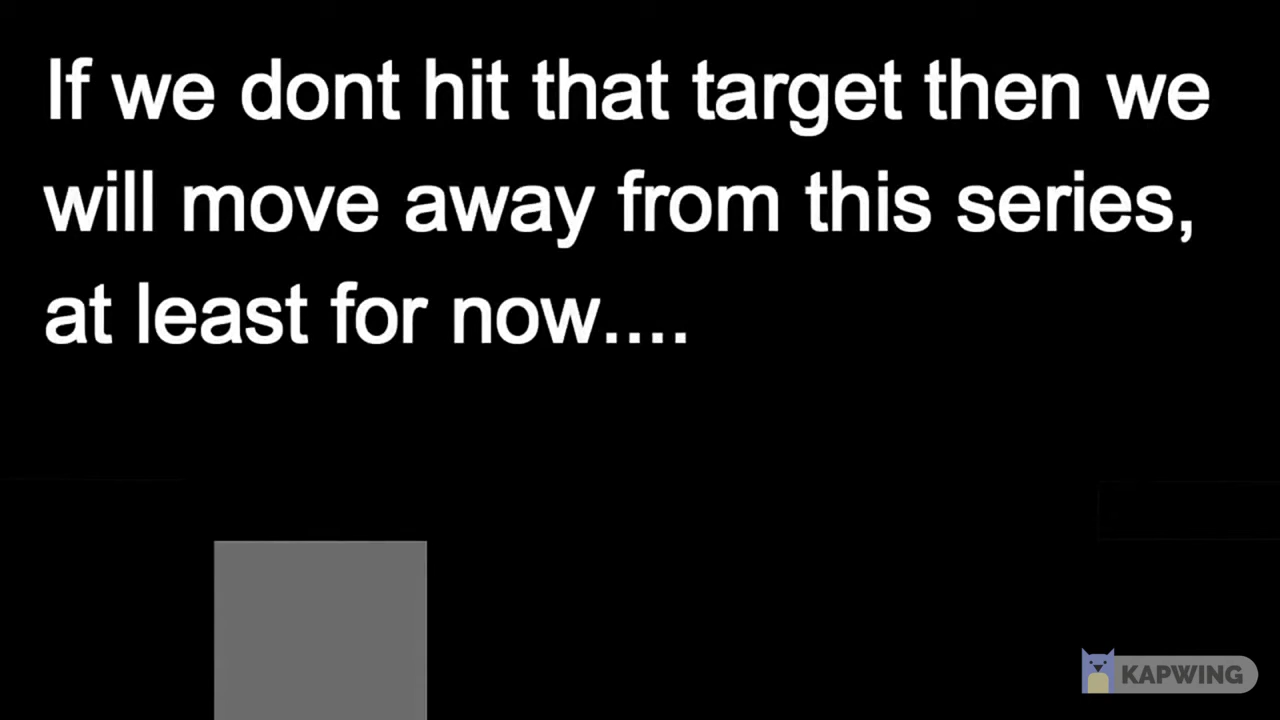 If we dont hit that target then we
will move away from this series,
at least for now....
KAPWING